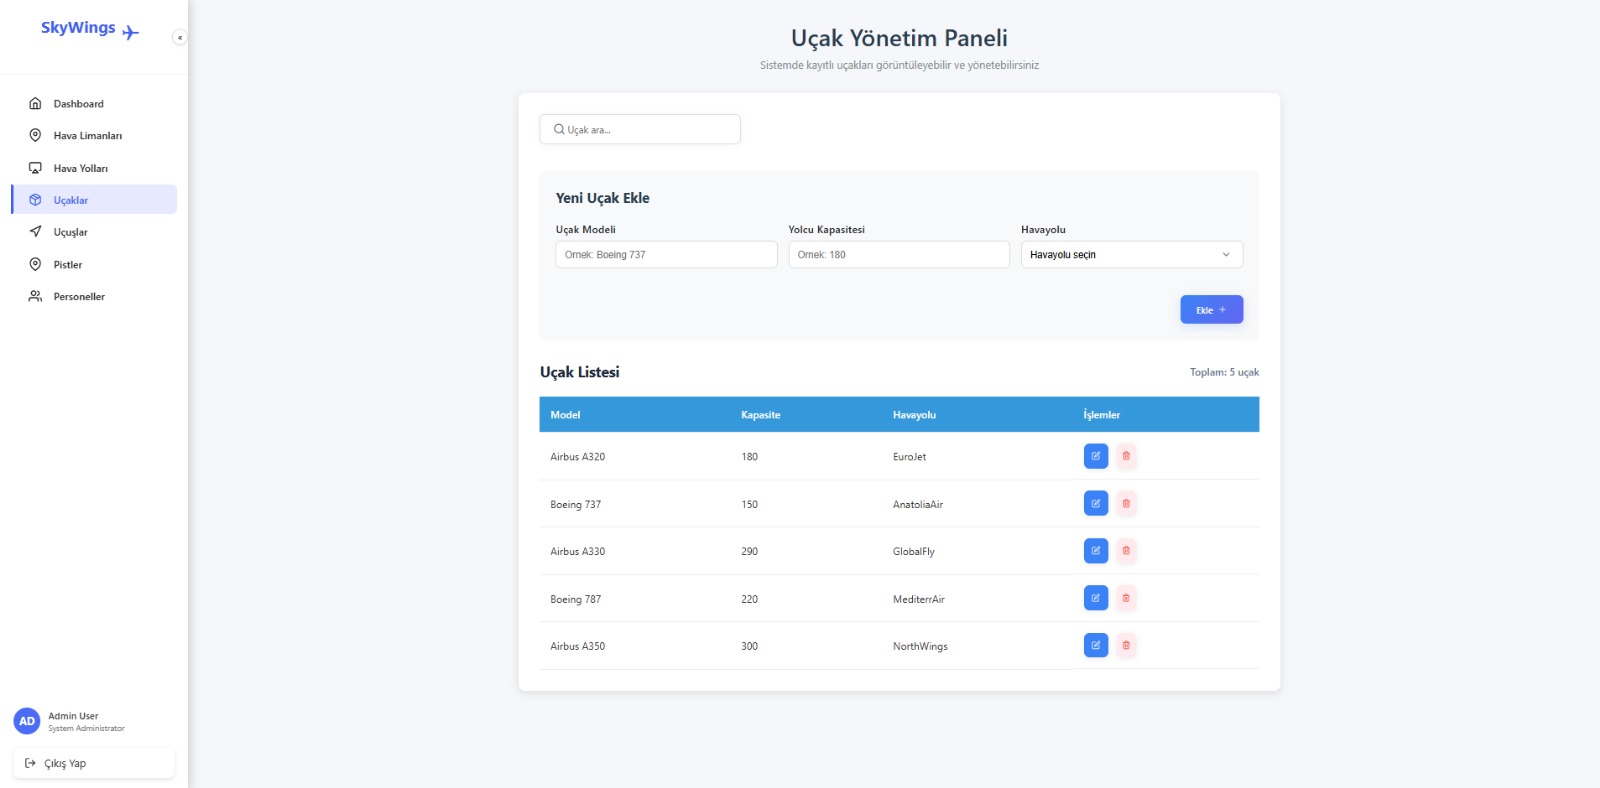 SkyWings
«
Dashboard
Hava Limanları
Hava Yolları
Uçaklar
Uçuşlar
Pistler
Personeller
AD
Admin User
System Administrator
Çıkış Yap
Uçak Yönetim Paneli
Sistemde kayıtlı uçakları görüntüleyebilir ve yönetebilirsiniz
Uçak ara...
Yeni Uçak Ekle
Uçak Modeli Yolcu Kapasitesi Havayolu
Örnek: Boeing 737 Örnek: 180 Havayolu seçin
Ekle +
Uçak Listesi Toplam: 5 uçak
Model Kapasite Havayolu İşlemler
Airbus A320 180 EuroJet
Boeing 737 150 AnatoliaAir
Airbus A330 290 GlobalFly
Boeing 787 220 MediterrAir
Airbus A350 300 NorthWings